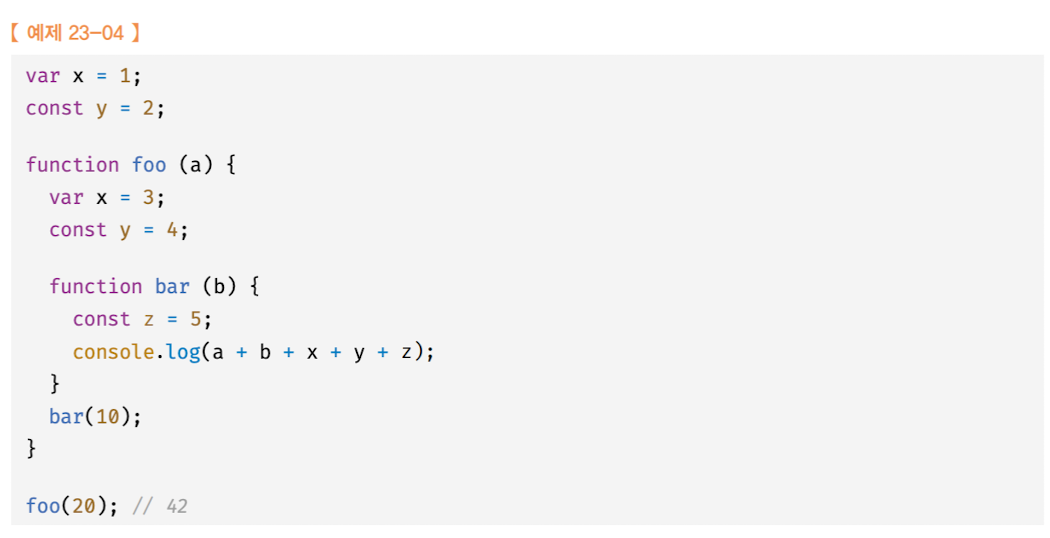 【 예제 23-04 】
var x = 1;
const y = 2;
function foo (a) {
  var x = 3;
  const y = 4;
  function bar (b) {
    const z = 5;
    console.log(a + b + x + y + z);
  }
  bar(10);
}
foo(20); // 42